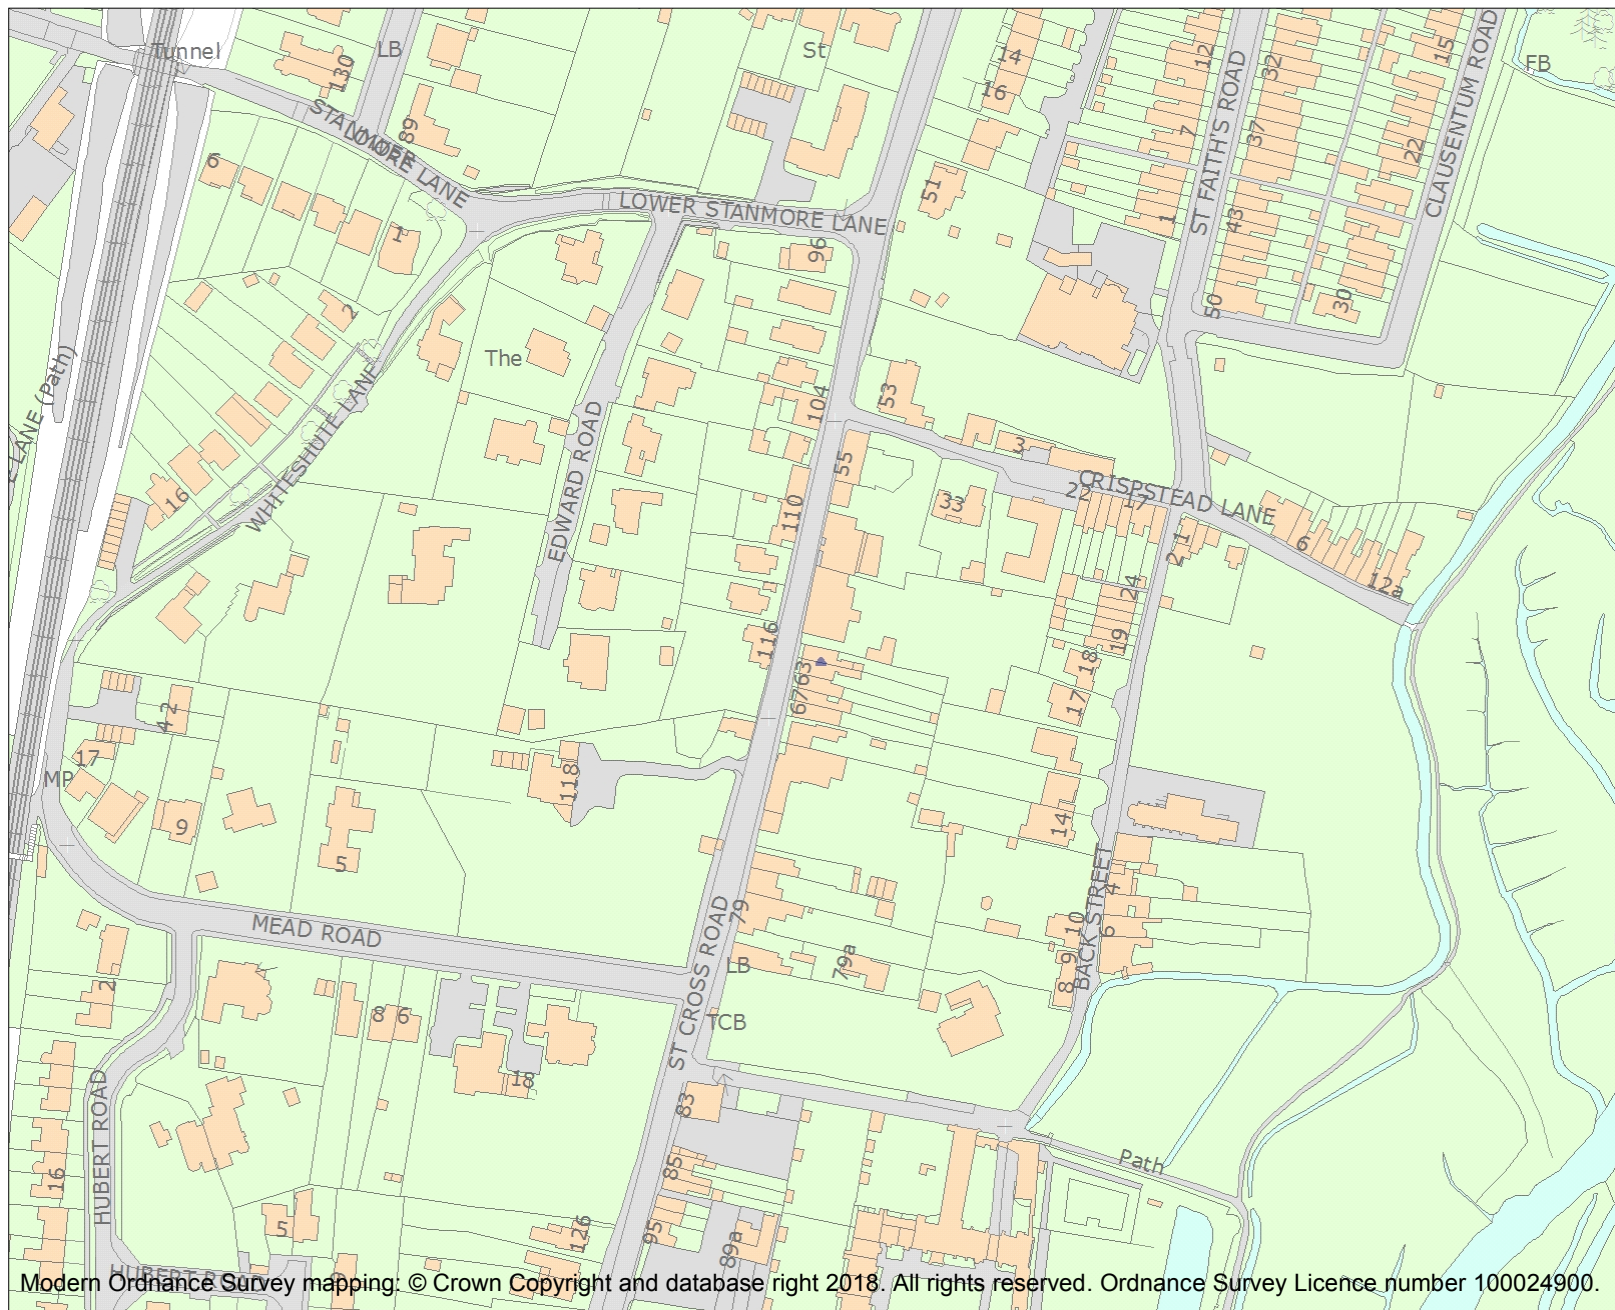 Tunnel
LB
130
St
14
16
12
ST FAITH'S ROAD
32
15
CLAUSENTUM ROAD
FB
STANMORE LANE
LOWER
89
6
7
37
22
51
1
43
LOWER STANMORE LANE
1
96
2
50
30
The
LANE (Path)
WHITESHUTE LANE
104
53
EDWARD ROAD
55
3
CRISPSTEAD LANE
16
110
33
22
17
1
2
6
12a
24
19
116
18
17
6763
2
4
17
MP
118
9
5
14
BACK STREET
4
79
10
6
MEAD ROAD
ST CROSS ROAD
LB
79a
9
8
2
8
6
TCB
18
83
HUBERT ROAD
85
Path
16
5
126
95
89a
Modern Ordnance Survey mapping: © Crown Copyright and database right 2018. All rights reserved. Ordnance Survey Licence number 100024900.